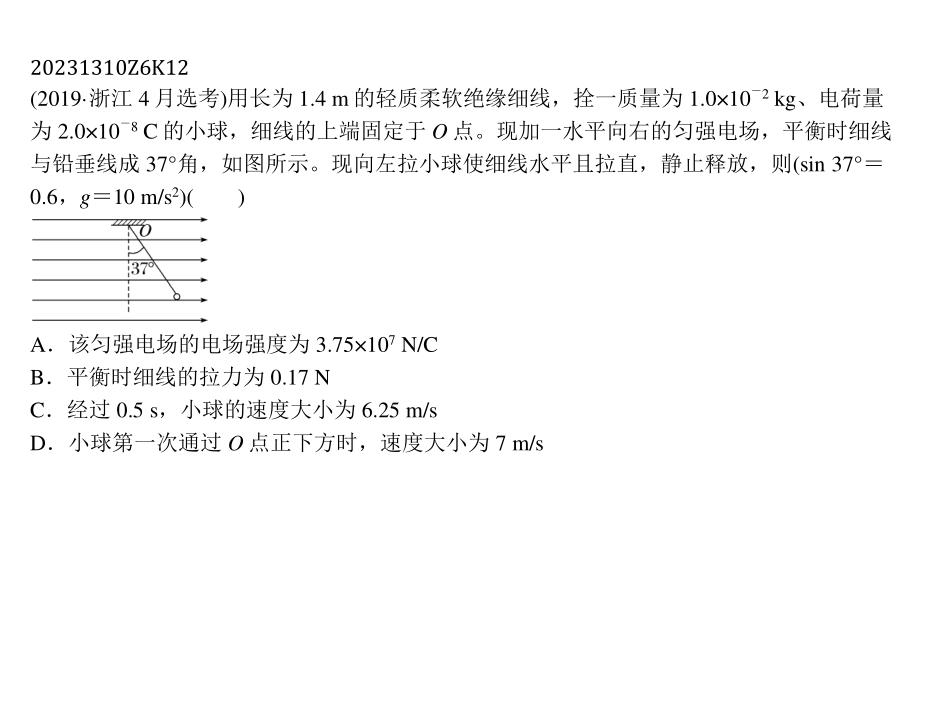 20231310Z6K12
(2019·浙江 4 月选考)用长为 1.4 m 的轻质柔软绝缘细线，拴一质量为 1.0×10⁻² kg、电荷量
为 2.0×10⁻⁸ C 的小球，细线的上端固定于 O 点。现加一水平向右的匀强电场，平衡时细线
与铅垂线成 37°角，如图所示。现向左拉小球使细线水平且拉直，静止释放，则(sin 37°＝
0.6，g＝10 m/s²)(　　)
O
37°
A．该匀强电场的电场强度为 3.75×10⁷ N/C
B．平衡时细线的拉力为 0.17 N
C．经过 0.5 s，小球的速度大小为 6.25 m/s
D．小球第一次通过 O 点正下方时，速度大小为 7 m/s